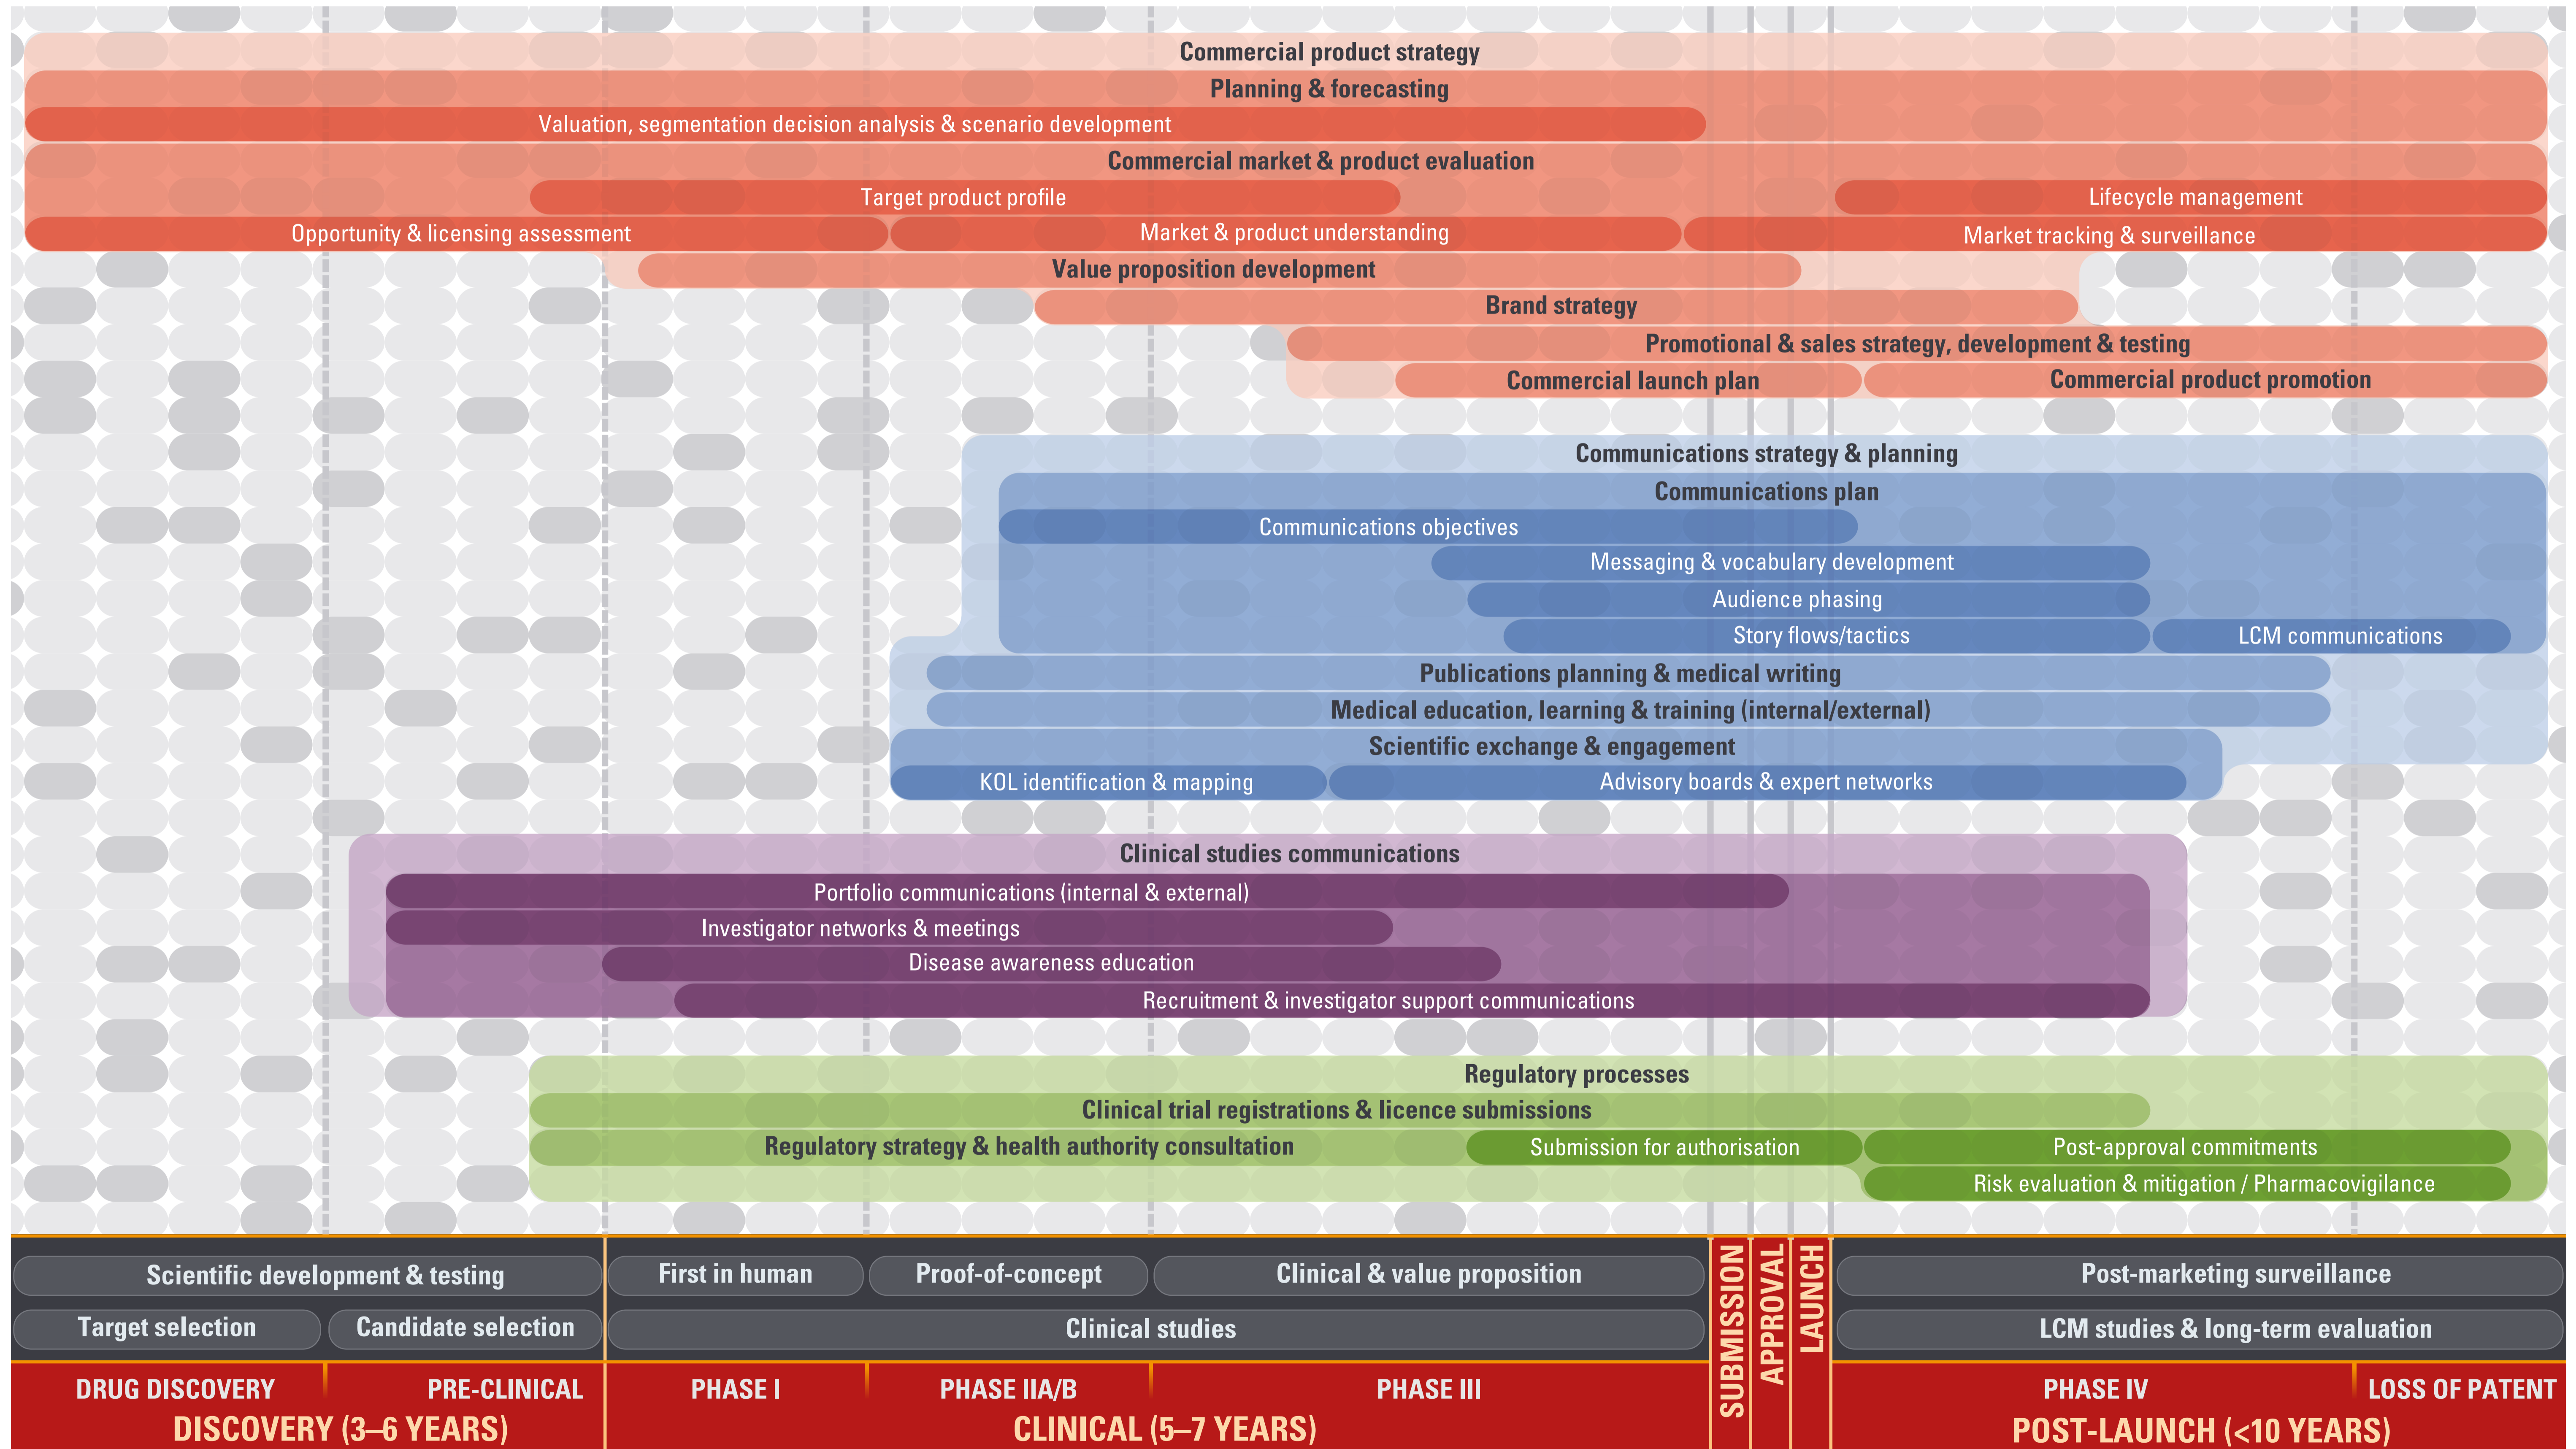 Commercial product strategy
Planning & forecasting
Valuation, segmentation decision analysis & scenario development
Commercial market & product evaluation
Target product profile
Lifecycle management
Opportunity & licensing assessment
Market & product understanding
Market tracking & surveillance
Value proposition development
Brand strategy
Promotional & sales strategy, development & testing
Commercial launch plan
Commercial product promotion
Communications strategy & planning
Communications plan
Communications objectives
Messaging & vocabulary development
Audience phasing
Story flows/tactics
LCM communications
Publications planning & medical writing
Medical education, learning & training (internal/external)
Scientific exchange & engagement
KOL identification & mapping
Advisory boards & expert networks
Clinical studies communications
Portfolio communications (internal & external)
Investigator networks & meetings
Disease awareness education
Recruitment & investigator support communications
Regulatory processes
Clinical trial registrations & licence submissions
Regulatory strategy & health authority consultation
Submission for authorisation
Post-approval commitments
Risk evaluation & mitigation / Pharmacovigilance
Scientific development & testing
First in human
Proof-of-concept
Clinical & value proposition
SUBMISSION
APPROVAL
LAUNCH
Post-marketing surveillance
Target selection
Candidate selection
Clinical studies
LCM studies & long-term evaluation
DRUG DISCOVERY
PRE-CLINICAL
PHASE I
PHASE IIA/B
PHASE III
PHASE IV
LOSS OF PATENT
DISCOVERY (3–6 YEARS)
CLINICAL (5–7 YEARS)
POST-LAUNCH (<10 YEARS)